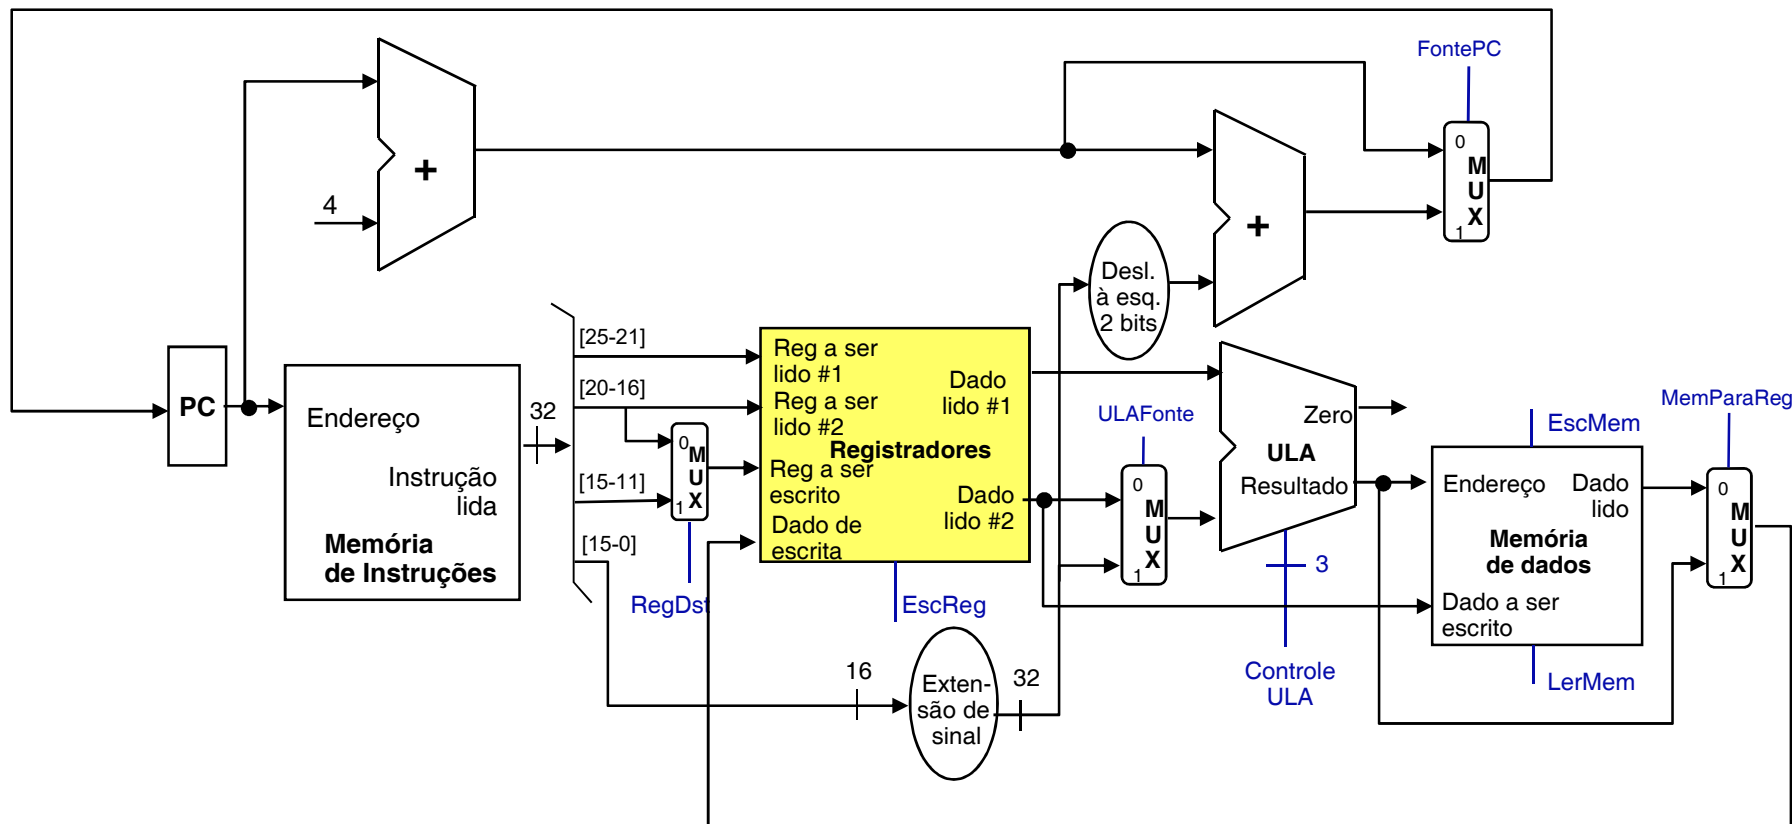 FontePC
0
M
U
X
1
+
4
+
Desl.
à esq.
2 bits
PC
Endereço
Instrução
lida
Memória
de Instruções
32
[25-21]
[20-16]
[15-11]
[15-0]
0
M
U
1 X
RegDst
Reg a ser
lido #1
Reg a ser
lido #2
Registradores
Reg a ser
escrito
Dado de
escrita
Dado
lido #1
Dado
lido #2
EscReg
16
Exten-
são de
sinal
32
ULAFonte
0
M
U
X
1
Zero
ULA
Resultado
3
Controle
ULA
EscMem
Endereço
Dado
lido
Memória
de dados
Dado a ser
escrito
LerMem
MemParaReg
0
M
U
1 X